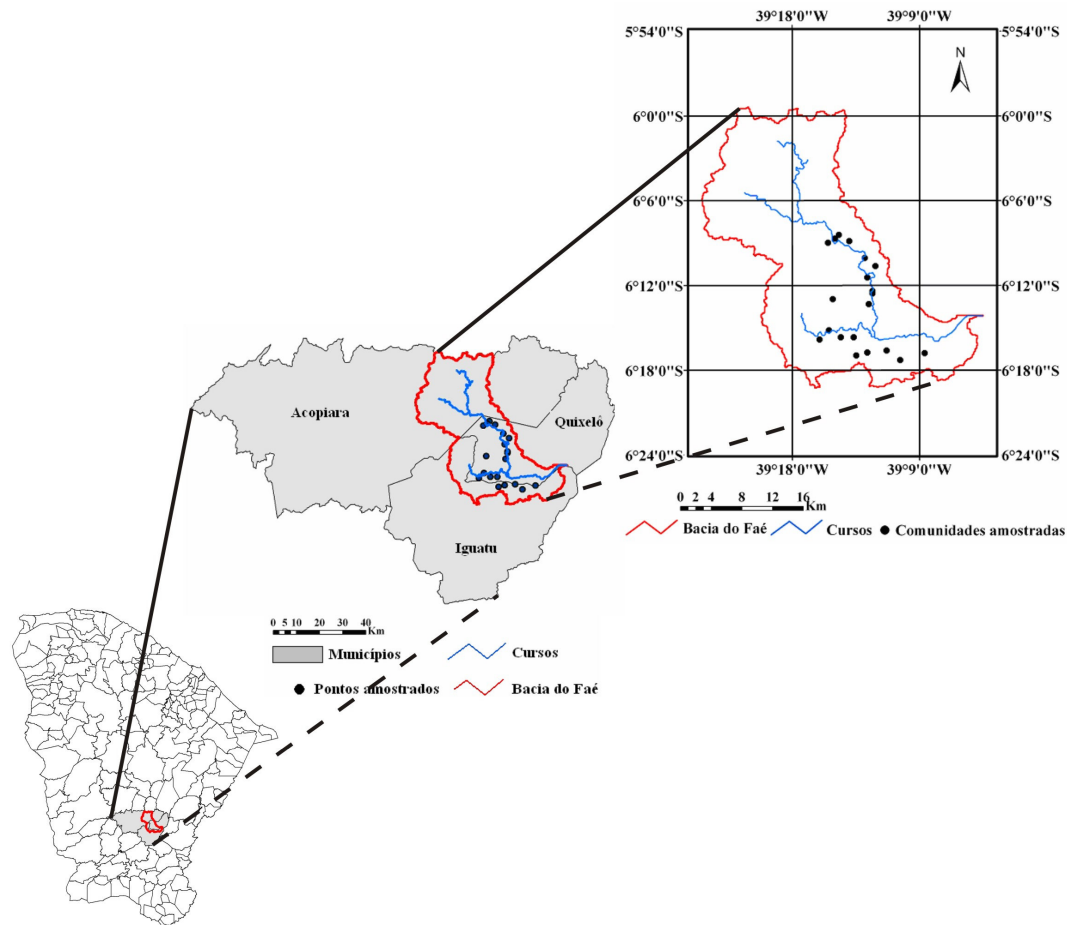 39°18'0"W 39°9'0"W
5°54'0"S 5°54'0"S
N
6°0'0"S 6°0'0"S
6°6'0"S 6°6'0"S
6°12'0"S 6°12'0"S
6°18'0"S 6°18'0"S
6°24'0"S 6°24'0"S
39°18'0"W 39°9'0"W
0 2 4 8 12 16
Km
Bacia do Faé Cursos Comunidades amostradas
Acopiara
Quixelô
Iguatu
0 5 10 20 30 40
Km
Municípios Cursos
Pontos amostrados Bacia do Faé